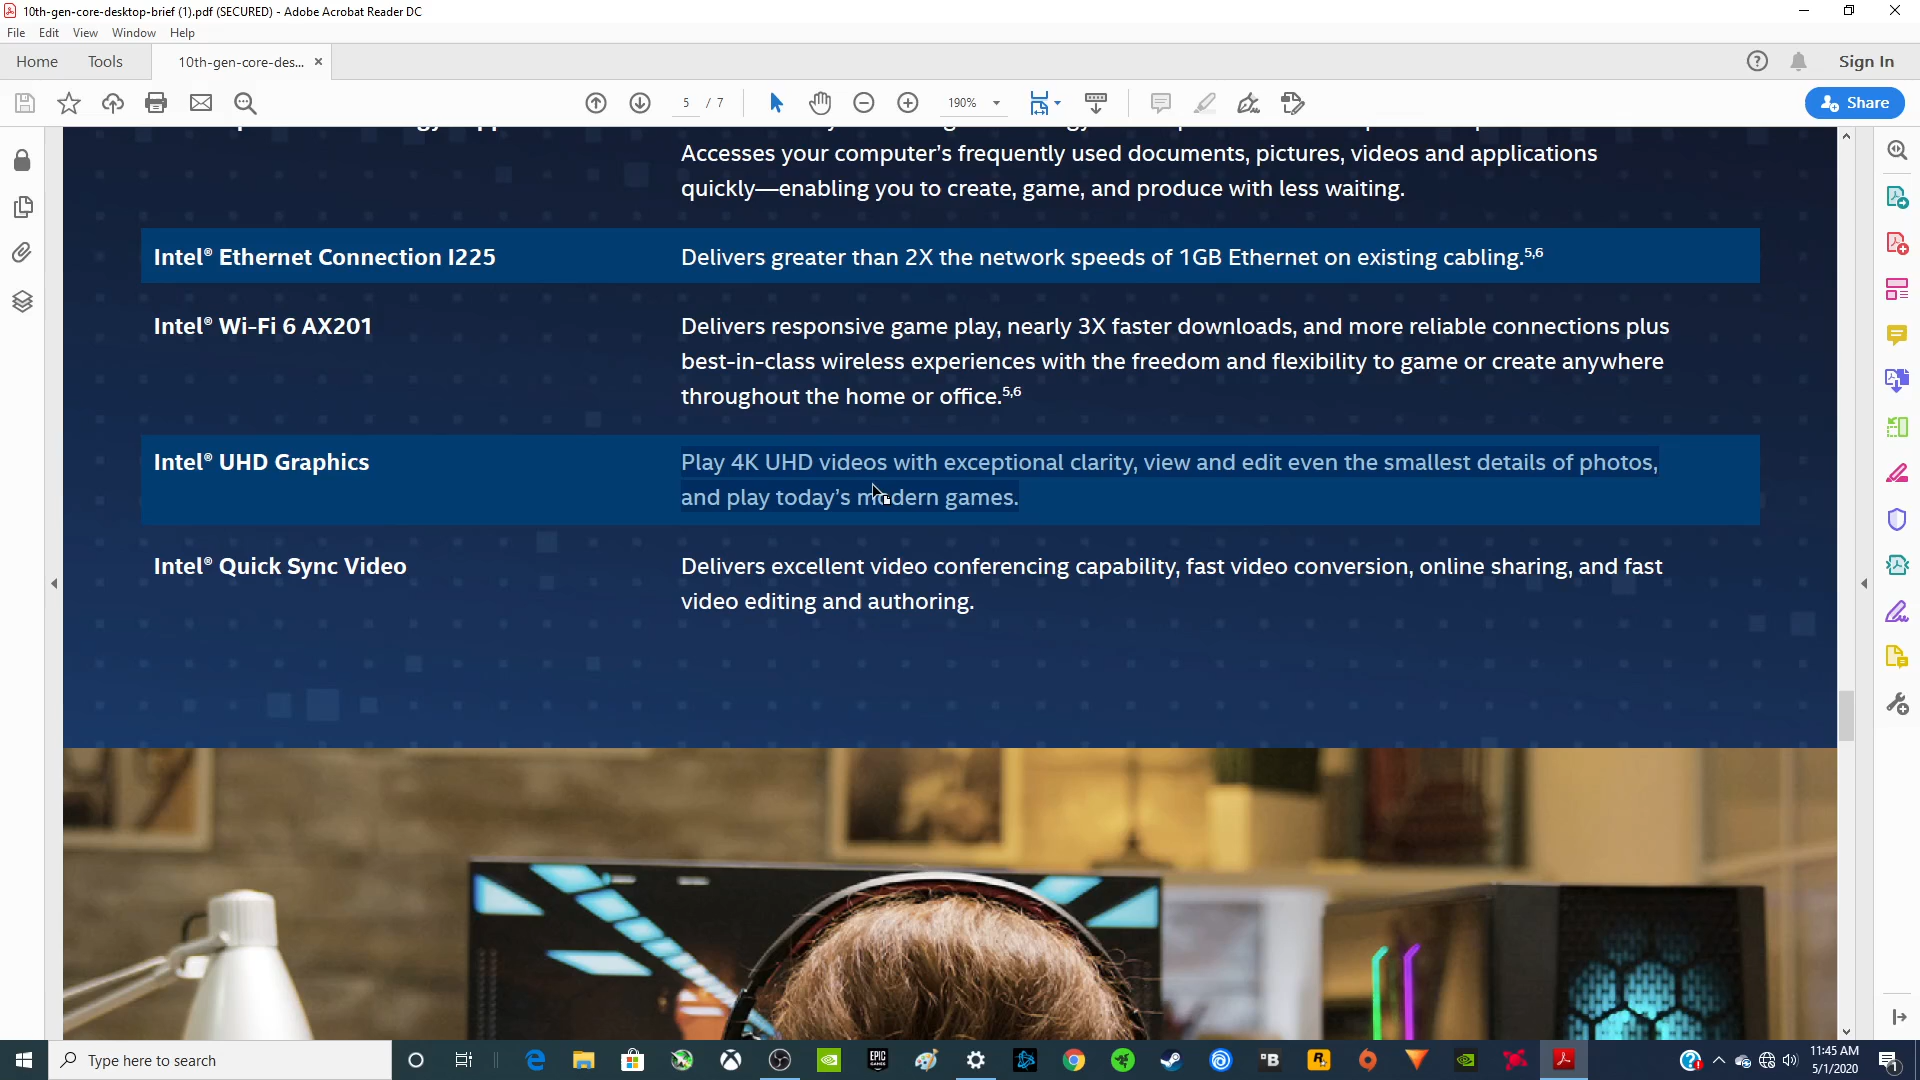 10th-gen-core-desktop-brief (1).pdf (SECURED) - Adobe Acrobat Reader DC
File Edit View Window Help
Home Tools 10th-gen-core-des... × Sign In
5 / 7 190% Share
Accesses your computer's frequently used documents, pictures, videos and applications
quickly—enabling you to create, game, and produce with less waiting.
Intel® Ethernet Connection I225
Delivers greater than 2X the network speeds of 1GB Ethernet on existing cabling.5,6
Intel® Wi-Fi 6 AX201
Delivers responsive game play, nearly 3X faster downloads, and more reliable connections plus
best-in-class wireless experiences with the freedom and flexibility to game or create anywhere
throughout the home or office.5,6
Intel® UHD Graphics
Play 4K UHD videos with exceptional clarity, view and edit even the smallest details of photos,
and play today's modern games.
Intel® Quick Sync Video
Delivers excellent video conferencing capability, fast video conversion, online sharing, and fast
video editing and authoring.
Type here to search
EPIC GAMES
11:45 AM
5/1/2020